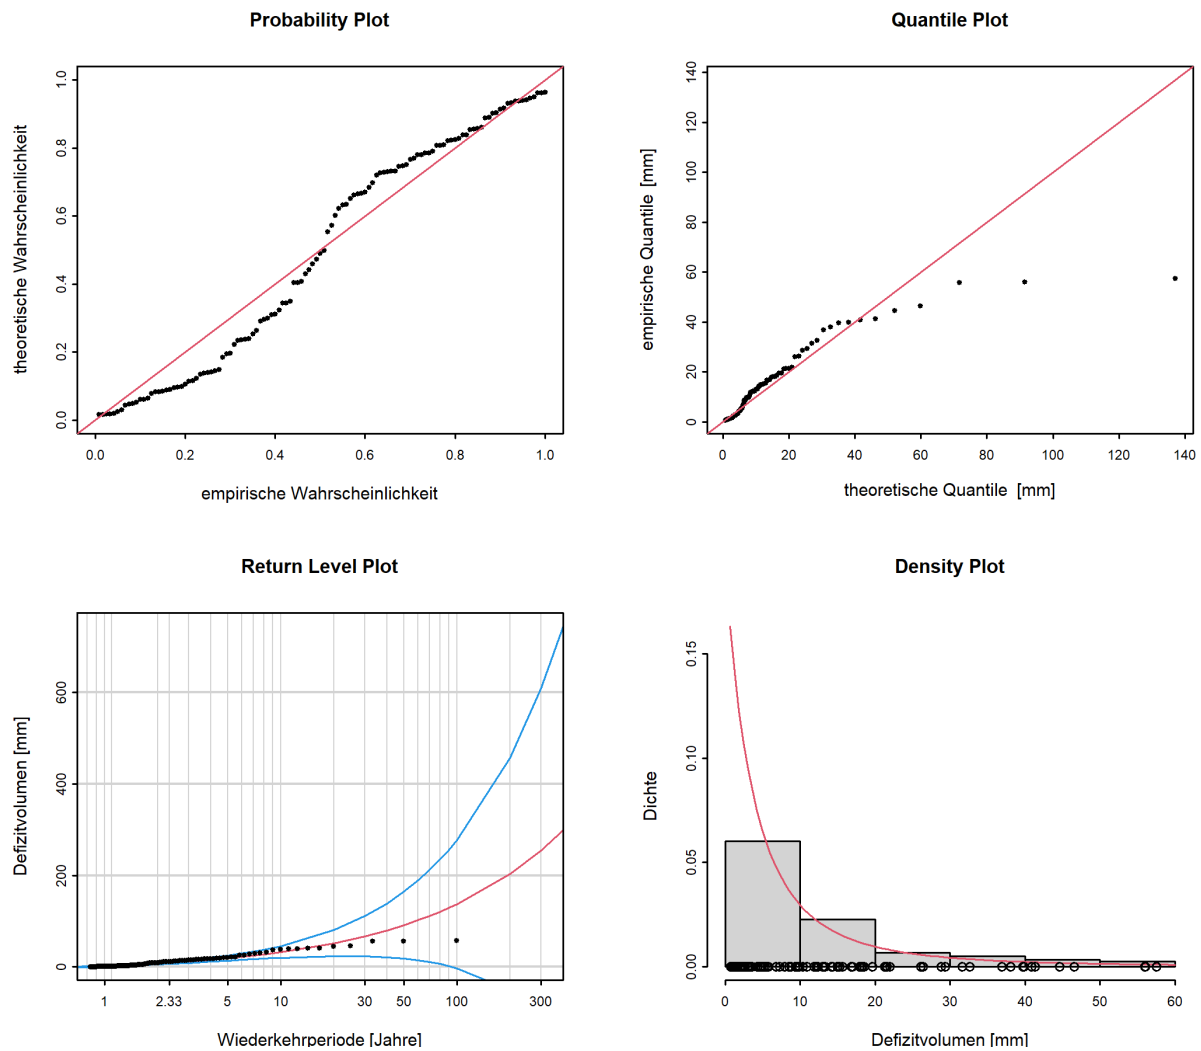 Probability Plot
theoretische Wahrscheinlichkeit
0.0 0.2 0.4 0.6 0.8 1.0
0.0 0.2 0.4 0.6 0.8 1.0
empirische Wahrscheinlichkeit
Quantile Plot
empirische Quantile [mm]
0 20 40 60 80 100 120 140
0 20 40 60 80 100 120 140
theoretische Quantile [mm]
Return Level Plot
Defizitvolumen [mm]
0 200 400 600
1 2.33 5 10 30 50 100 300
Wiederkehrperiode [Jahre]
Density Plot
Dichte
0.00 0.05 0.10 0.15
0 10 20 30 40 50 60
Defizitvolumen [mm]